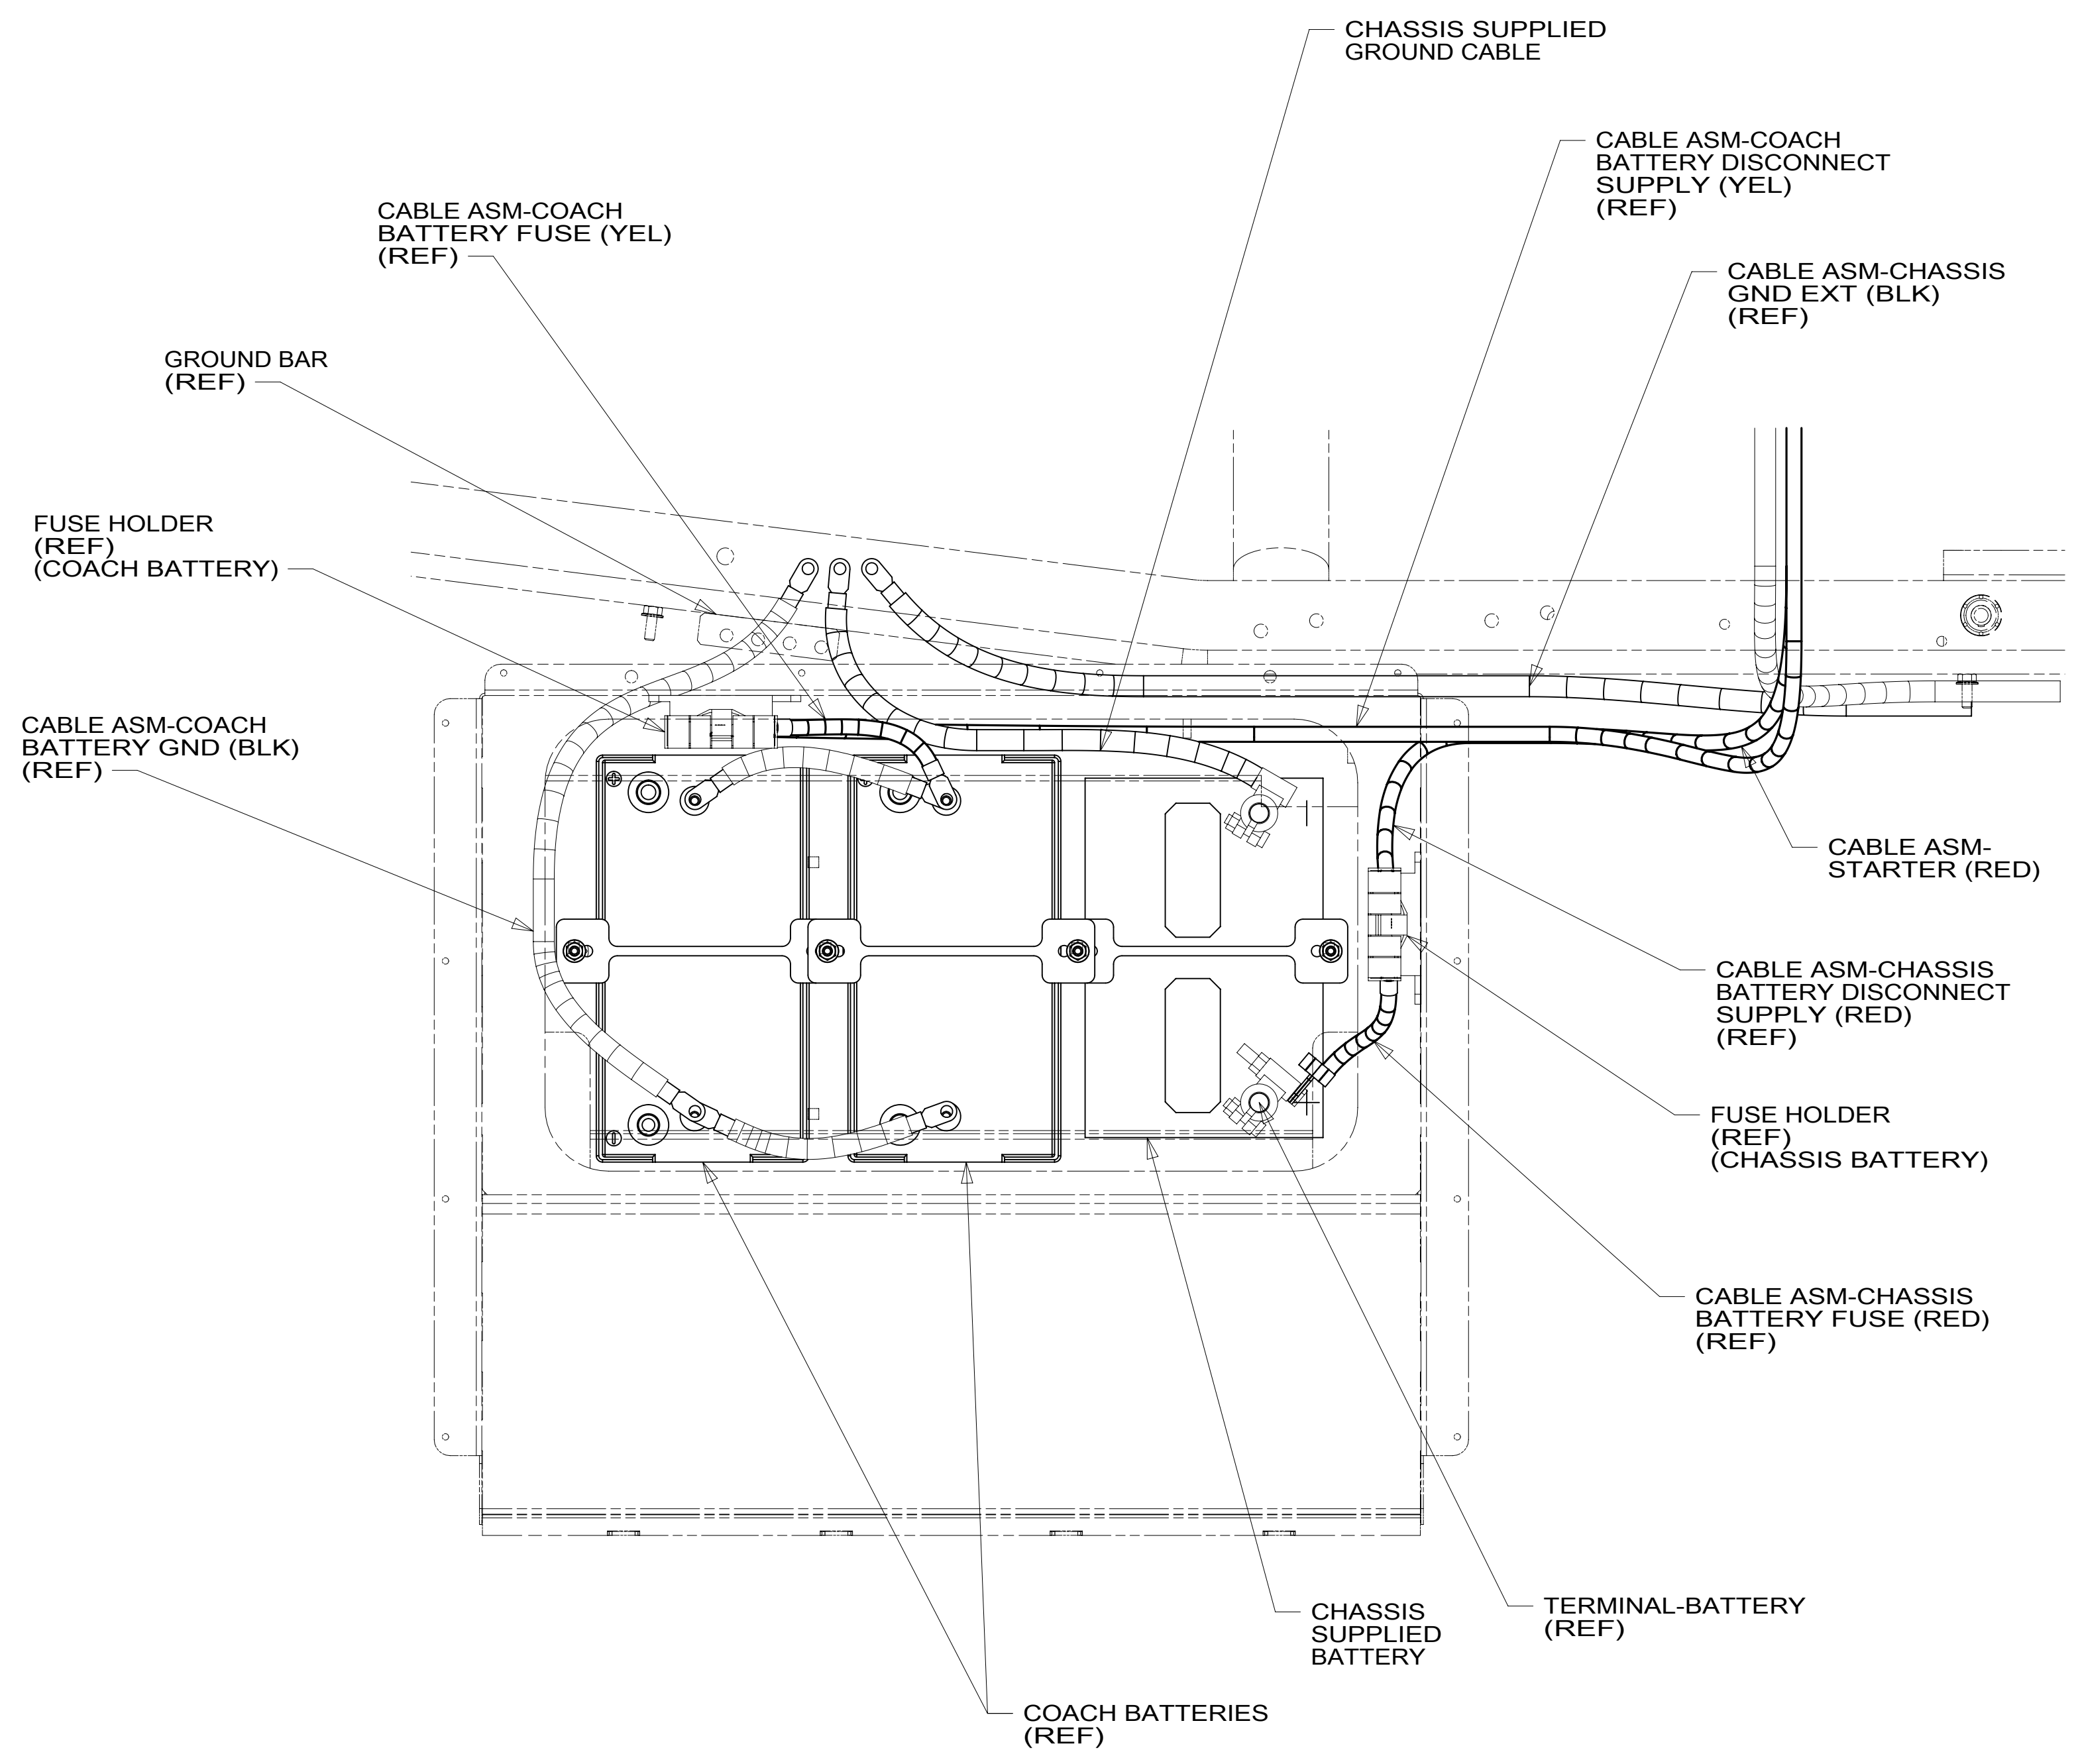 CHASSIS SUPPLIED
GROUND CABLE
CABLE ASM-COACH
BATTERY DISCONNECT
SUPPLY (YEL)
(REF)
CABLE ASM-COACH
BATTERY FUSE (YEL)
(REF)
CABLE ASM-CHASSIS
GND EXT (BLK)
(REF)
GROUND BAR
(REF)
FUSE HOLDER
(REF)
(COACH BATTERY)
CABLE ASM-COACH
BATTERY GND (BLK)
(REF)
CABLE ASM-
STARTER (RED)
CABLE ASM-CHASSIS
BATTERY DISCONNECT
SUPPLY (RED)
(REF)
FUSE HOLDER
(REF)
(CHASSIS BATTERY)
CABLE ASM-CHASSIS
BATTERY FUSE (RED)
(REF)
TERMINAL-BATTERY
(REF)
CHASSIS
SUPPLIED
BATTERY
COACH BATTERIES
(REF)